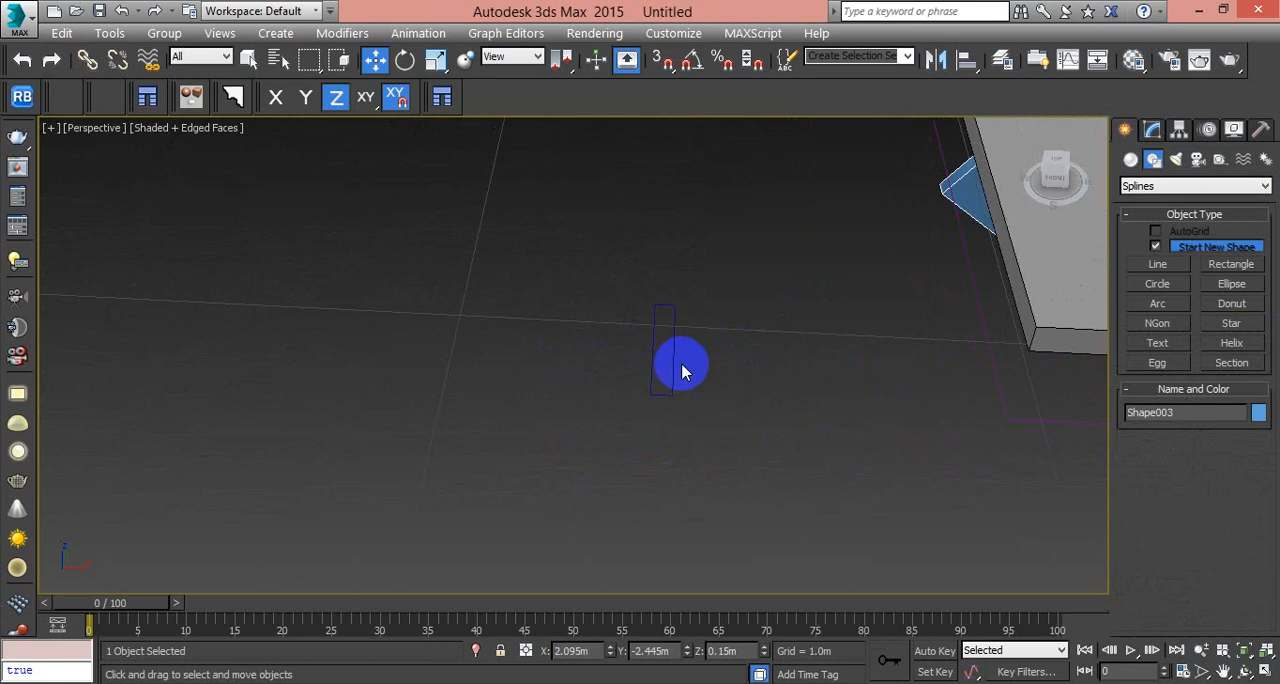 Workspace: Default
Autodesk 3ds Max 2015 Untitled
Type a keyword or phrase
MAX
Edit Tools Group Views Create Modifiers Animation Graph Editors Rendering Customize MAXScript Help
All
View
3
Create Selection Se
RB
X Y Z XY XY
[+] [Perspective] [Shaded + Edged Faces]
TOP
FRONT
S
Splines
- Object Type
AutoGrid
Start New Shape
Line Rectangle
Circle Ellipse
Arc Donut
NGon Star
Text Helix
Egg Section
- Name and Color
Shape003
z
< 0 / 100 >
0 5 10 15 20 25 30 35 40 45 50 55 60 65 70 75 80 85 90 95 100
1 Object Selected X: 2.095m Y: -2.445m Z: 0.15m Grid = 1.0m Auto Key Selected
true Click and drag to select and move objects Add Time Tag Set Key Key Filters... 0